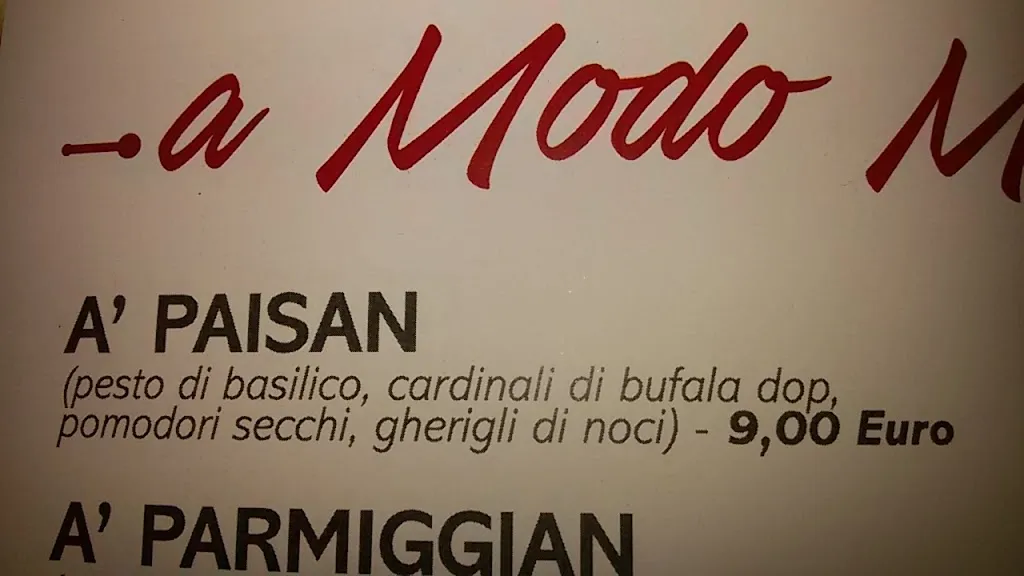 a Modo M
A' PAISAN
(pesto di basilico, cardinali di bufala dop,
pomodori secchi, gherigli di noci) - 9,00 Euro
A' PARMIGGIAN